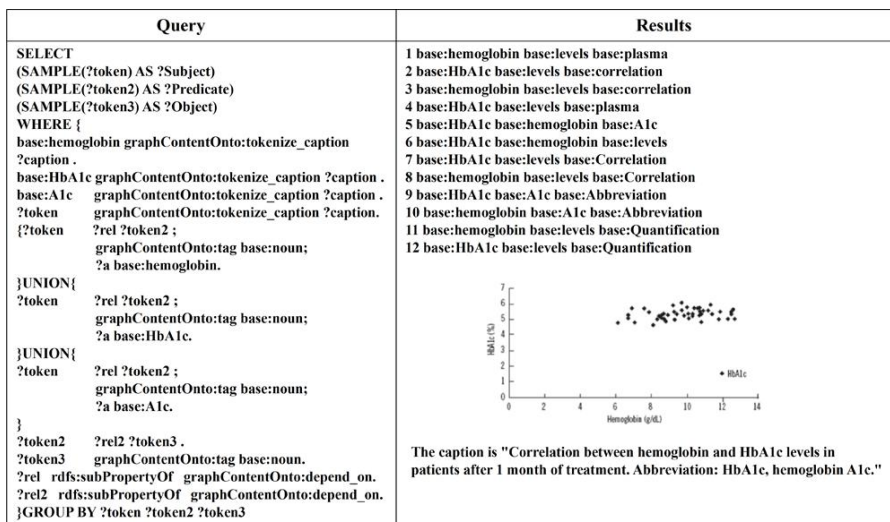 Query
SELECT
(SAMPLE(?token) AS ?Subject)
(SAMPLE(?token2) AS ?Predicate)
(SAMPLE(?token3) AS ?Object)
WHERE {
base:hemoglobin graphContentOnto:tokenize_caption
?caption .
base:HbA1c graphContentOnto:tokenize_caption ?caption .
base:A1c graphContentOnto:tokenize_caption ?caption .
?token graphContentOnto:tokenize_caption ?caption.
{?token ?rel ?token2 ;
graphContentOnto:tag base:noun;
?a base:hemoglobin.
}UNION{
?token ?rel ?token2 ;
graphContentOnto:tag base:noun;
?a base:HbA1c.
}UNION{
?token ?rel ?token2 ;
graphContentOnto:tag base:noun;
?a base:A1c.
}
?token2 ?rel2 ?token3 .
?token3 graphContentOnto:tag base:noun.
?rel rdfs:subPropertyOf graphContentOnto:depend_on.
?rel2 rdfs:subPropertyOf graphContentOnto:depend_on.
}GROUP BY ?token ?token2 ?token3
Results
1 base:hemoglobin base:levels base:plasma
2 base:HbA1c base:levels base:correlation
3 base:hemoglobin base:levels base:correlation
4 base:HbA1c base:levels base:plasma
5 base:HbA1c base:hemoglobin base:A1c
6 base:HbA1c base:hemoglobin base:levels
7 base:HbA1c base:levels base:Correlation
8 base:hemoglobin base:levels base:Correlation
9 base:HbA1c base:A1c base:Abbreviation
10 base:hemoglobin base:A1c base:Abbreviation
11 base:hemoglobin base:levels base:Quantification
12 base:HbA1c base:levels base:Quantification
7
6
5
4
3
2
1
0
HbA1c (%)
HbA1c
0 2 4 6 8 10 12 14
Hemoglobin (g/dL)
The caption is "Correlation between hemoglobin and HbA1c levels in
patients after 1 month of treatment. Abbreviation: HbA1c, hemoglobin A1c."